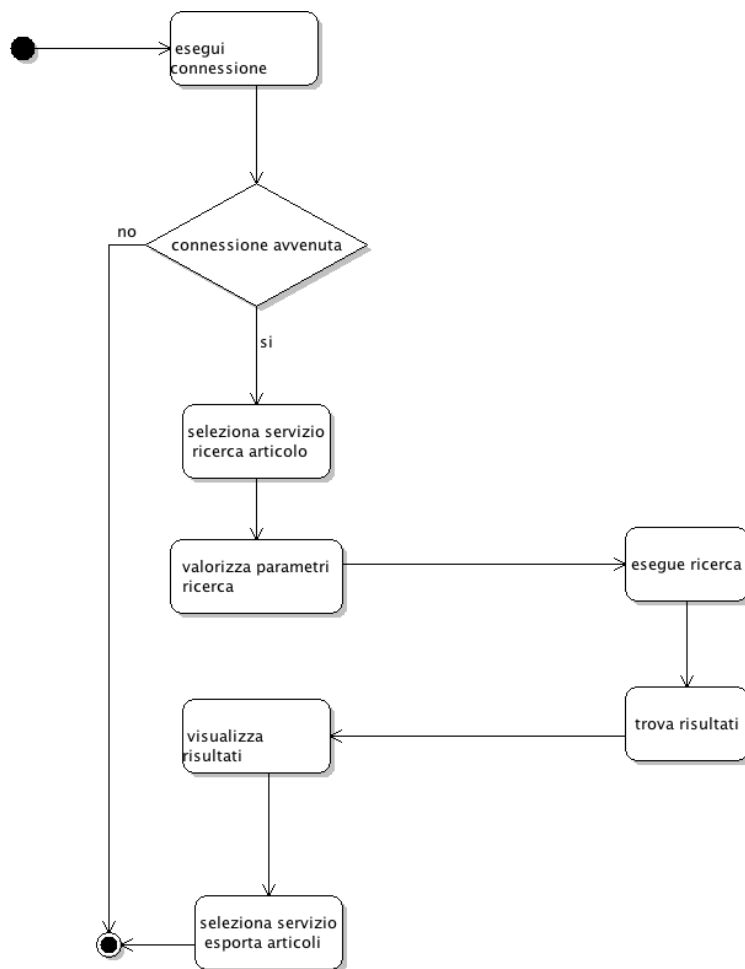 esegui
connessione
no
connessione avvenuta
si
seleziona servizio
ricerca articolo
valorizza parametri
ricerca
esegue ricerca
trova risultati
visualizza
risultati
seleziona servizio
esporta articoli